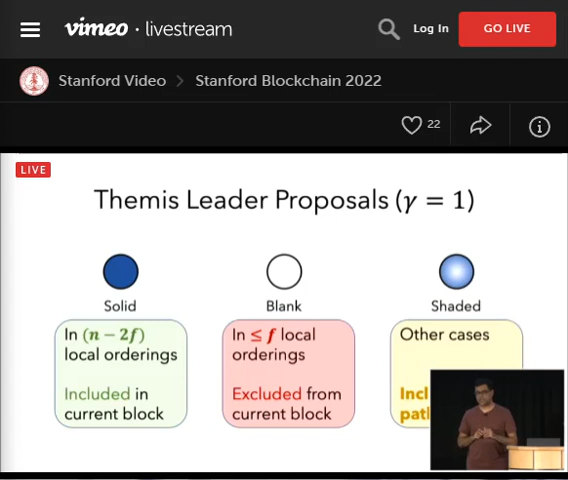 vimeo · livestream
Log In
GO LIVE
Stanford Video > Stanford Blockchain 2022
22
LIVE
Themis Leader Proposals (γ = 1)
Solid
Blank
Shaded
In (n − 2f)
local orderings
Included in
current block
In ≤ f local
orderings
Excluded from
current block
Other cases